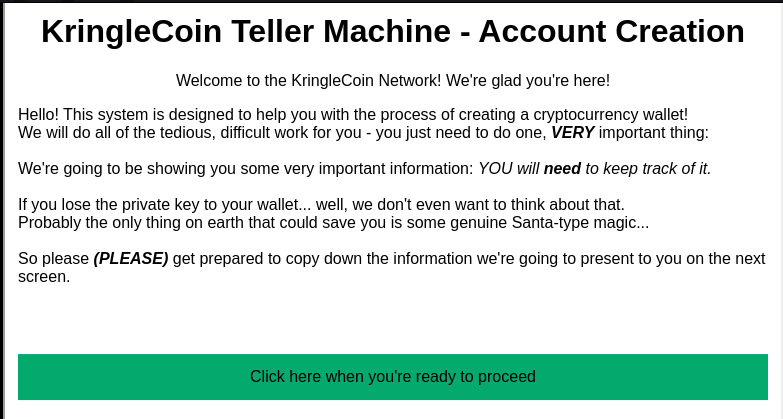 KringleCoin Teller Machine - Account Creation
Welcome to the KringleCoin Network! We're glad you're here!
Hello! This system is designed to help you with the process of creating a cryptocurrency wallet!
We will do all of the tedious, difficult work for you - you just need to do one, VERY important thing:
We're going to be showing you some very important information: YOU will need to keep track of it.
If you lose the private key to your wallet... well, we don't even want to think about that.
Probably the only thing on earth that could save you is some genuine Santa-type magic...
So please (PLEASE) get prepared to copy down the information we're going to present to you on the next
screen.
Click here when you're ready to proceed